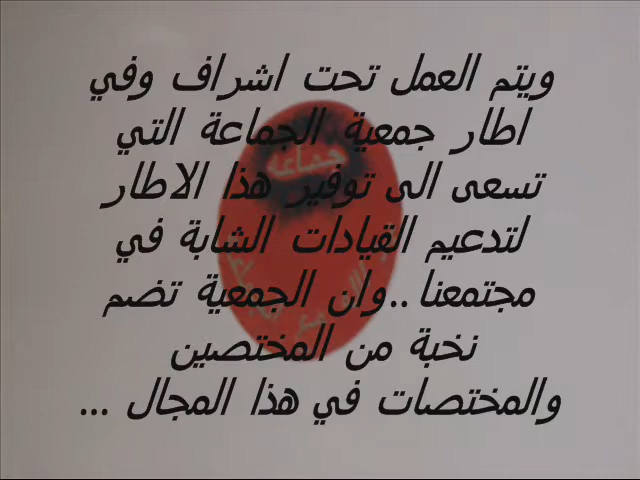 ويتم العمل تحت اشراف وفي
اطار جمعية الجماعة التي
تسعى الى توفير هذا الاطار
لتدعيم القيادات الشابة في
مجتمعنا ..وان الجمعية تضم
نخبة من المختصين
والمختصات في هذا المجال ...
جماعة